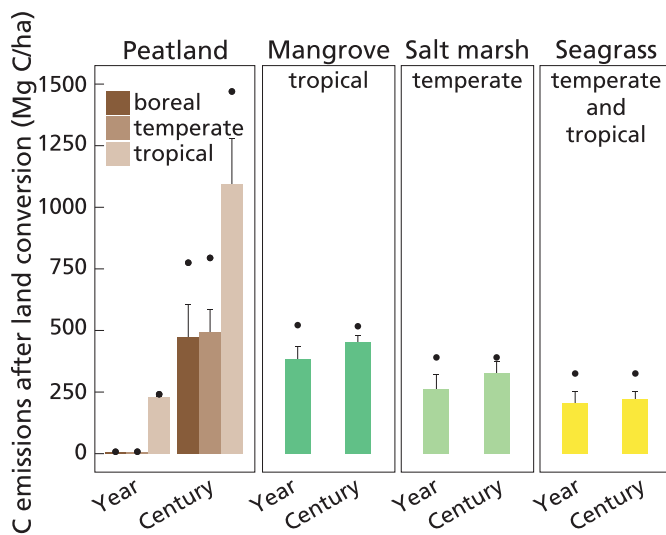 Peatland
Mangrove
Salt marsh
Seagrass
C emissions after land conversion (Mg C/ha)
1500
1250
1000
750
500
250
0
boreal
temperate
tropical
tropical
temperate
temperate
and
tropical
Year
Century
Year
Century
Year
Century
Year
Century